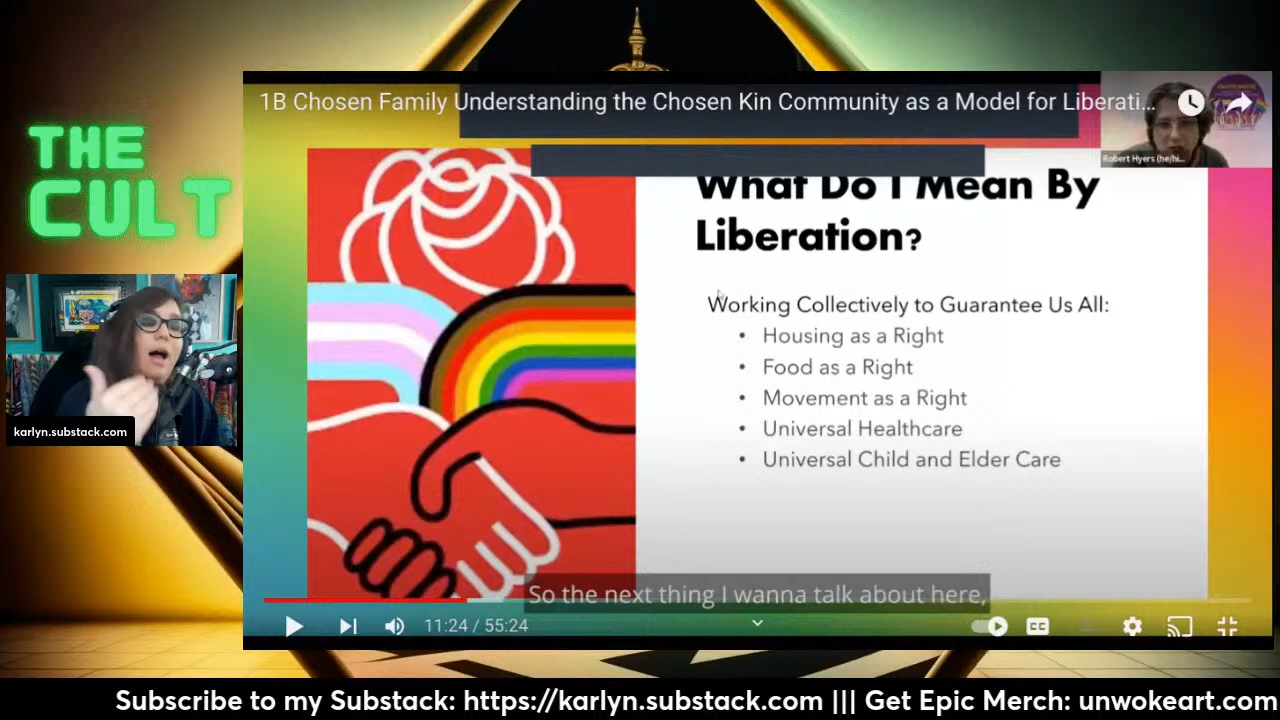 THE
CULT
karlyn.substack.com
1B Chosen Family Understanding the Chosen Kin Community as a Model for Liberati...
Robert Hyers (he/hi...
What Do I Mean By
Liberation?
Working Collectively to Guarantee Us All:
• Housing as a Right
• Food as a Right
• Movement as a Right
• Universal Healthcare
• Universal Child and Elder Care
So the next thing I wanna talk about here,
11:24 / 55:24
CC
Subscribe to my Substack: https://karlyn.substack.com ||| Get Epic Merch: unwokeart.com